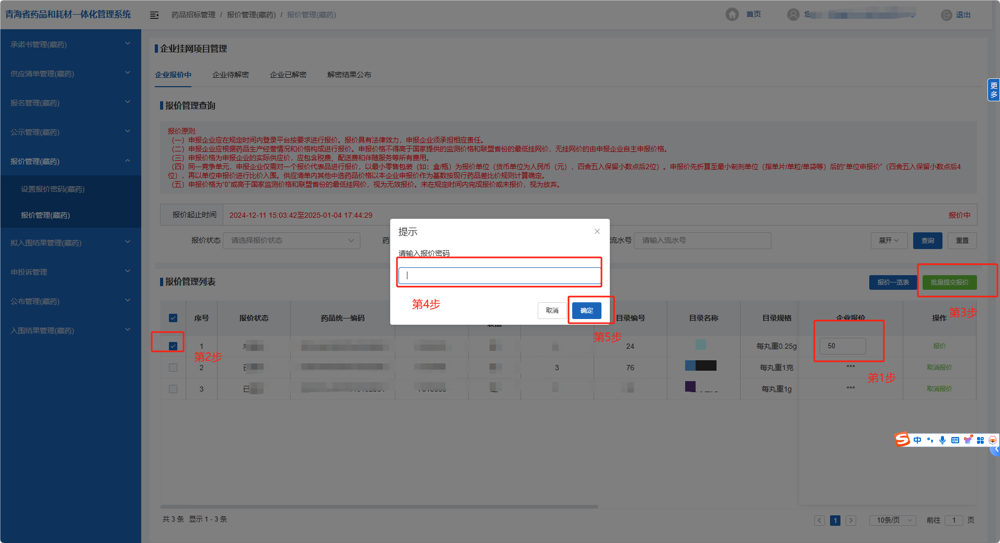 青海省药品和耗材一体化管理系统
药品招标管理 / 报价管理(藏药) / 报价管理(藏药)
首页
您
退出
承诺书管理(藏药)
供应清单管理(藏药)
报名管理(藏药)
公示管理(藏药)
报价管理(藏药)
设置报价密码(藏药)
报价管理(藏药)
拟入围结果管理(藏药)
申投诉管理
公布管理(藏药)
入围结果管理(藏药)
企业挂网项目管理
企业报价中 企业待解密 企业已解密 解密结果公布
更多
报价管理查询
报价原则:
（一）申报企业应在规定时间内登录平台按要求进行报价。报价具有法律效力，申报企业须承担相应责任。
（二）申报企业应根据药品生产经营情况和价格构成进行报价。申报价格不得高于国家提供的监测价格和联盟省份的最低挂网价，无挂网价的由申报企业自主申报价格。
（三）申报价格为申报企业的实际供应价，应包含税费、配送费和伴随服务等所有费用。
（四）同一竞争单元，申报企业仅需对一个报价代表品进行报价，以最小零售包装（如：盒/瓶）为报价单位（货币单位为人民币（元），四舍五入保留小数点后2位）。申报价先折算至最小制剂单位（指单片/单粒/单袋等）后的“单位申报价”（四舍五入保留小数点后4
位），再以单位申报价进行比价入围。供应清单内其他中选药品价格以本企业申报价作为基数按现行药品差比价规则计算确定。
（五）申报价格为“0”或高于国家监测价格和联盟省份的最低挂网价，视为无效报价。未在规定时间内完成报价或未报价，视为放弃。
报价起止时间 2024-12-11 15:03:42至2025-01-04 17:44:29 报价中
报价状态 请选择报价状态 药 流水号 请输入流水号 展开 查询 重置
提示
请输入报价密码
第4步
取消 确定
第5步
报价管理列表
报价一览表 批量提交报价
第3步
序号 报价状态 药品统一编码 目录编号 目录名称 目录规格 企业报价 操作
1 24 每丸重0.25g 50 报价
第2步
2 已 3 76 每丸重1克 *** 取消报价
第1步
3 已 每丸重1g *** 取消报价
中
共 3 条 显示 1 - 3 条
1 10条/页 前往 1 页